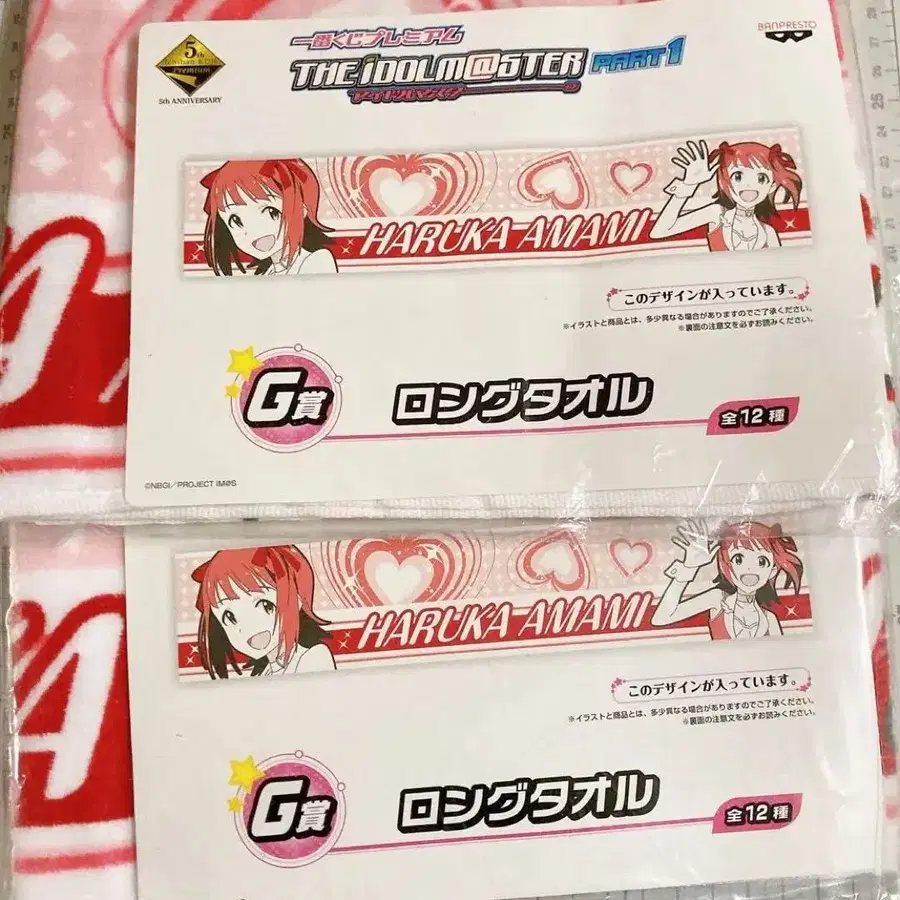 一番くじプレミアム
5th
Ichiban KUJI
Premium
5th ANNIVERSARY
THE iDOLM@STER PART1
アイドルマスター
BANPRESTO
HARUKA AMAMI
このデザインが入っています。
※イラストと商品とは、多少異なる場合がありますのでご了承ください。
※裏面の注意文を必ずお読みください。
G賞
ロングタオル
全12種
©NBGI／PROJECT iM@S
HARUKA AMAMI
このデザインが入っています。
※イラストと商品とは、多少異なる場合がありますのでご了承ください。
※裏面の注意文を必ずお読みください。
G賞
ロングタオル
全12種